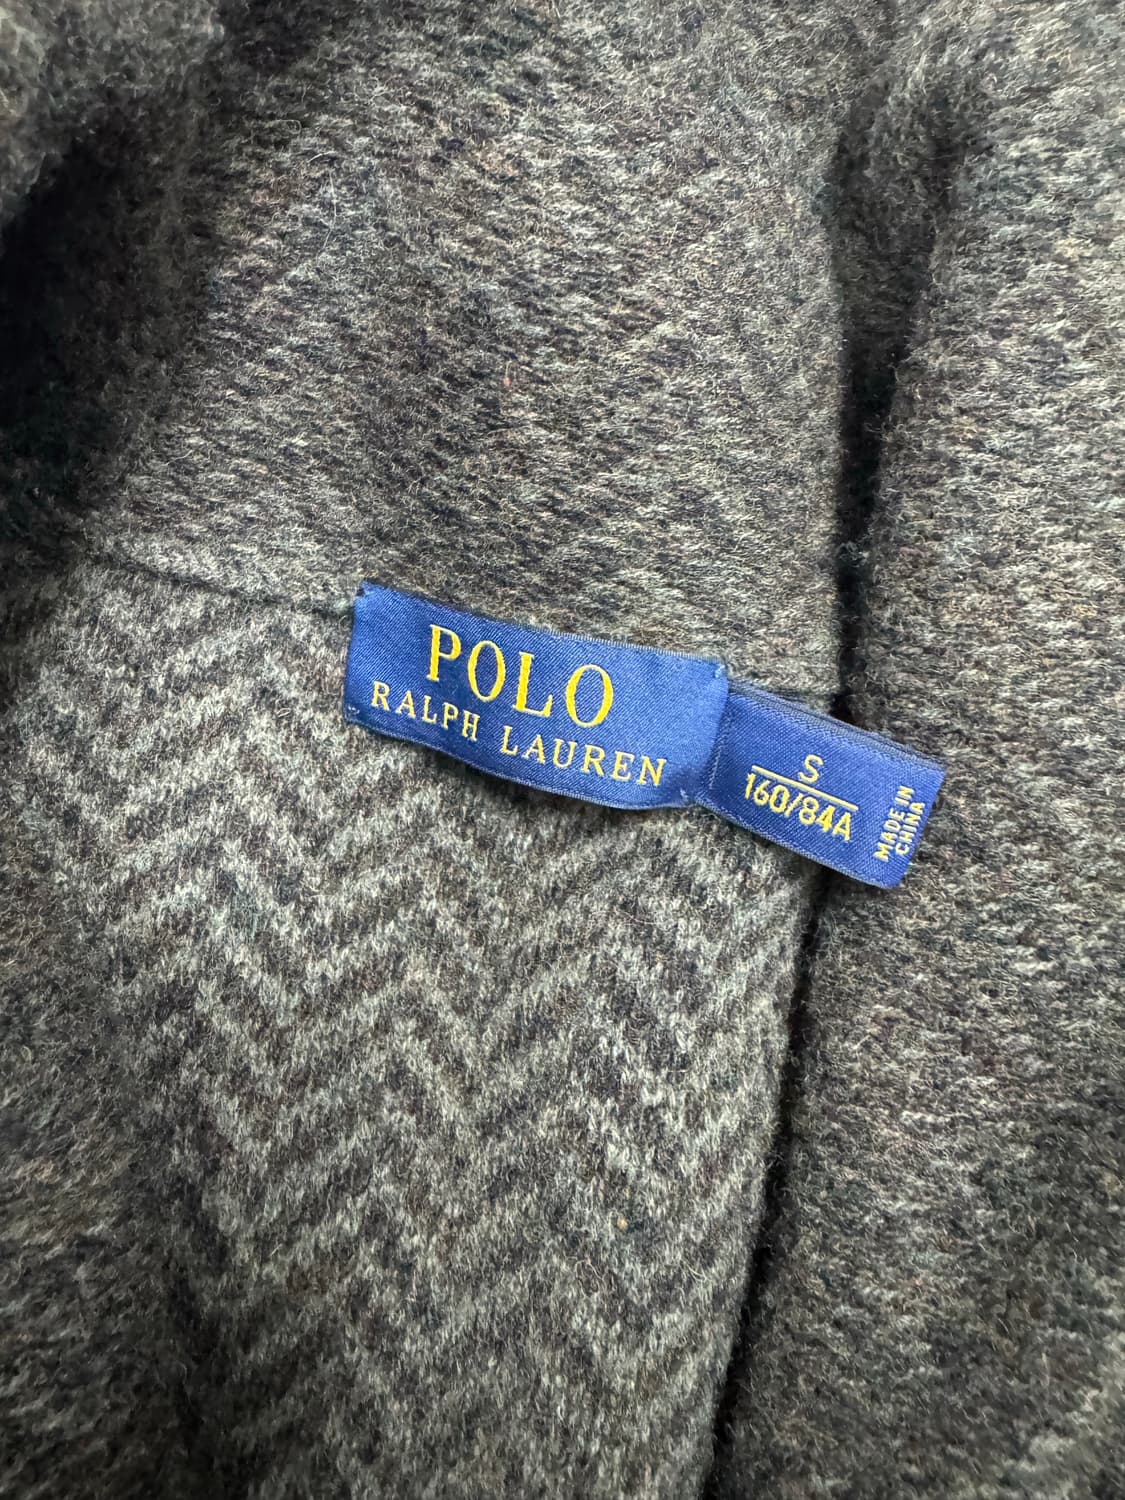 POLO
RALPH LAUREN
S
160/84A
MADE IN
CHINA